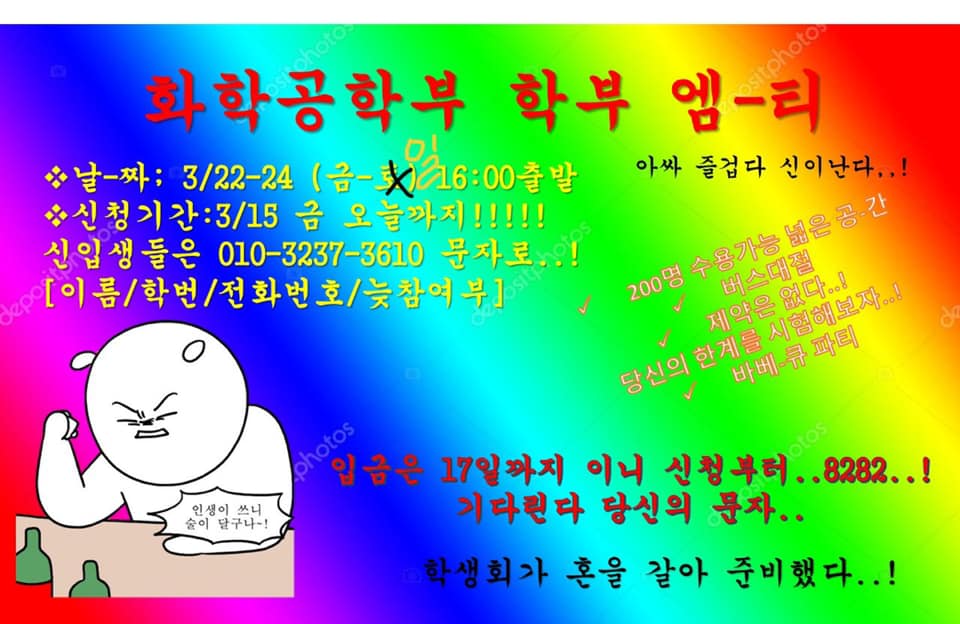 화학공학부 학부 엠-티
❖날-짜; 3/22-24 (금-토) 일 16:00출발
아싸 즐겁다 신이난다,,!
❖신청기간:3/15 금 오늘까지!!!!!
신입생들은 010-3237-3610 문자로..!
[이름/학번/전화번호/늦참여부]
✓ 200명 수용가능 넓은 공-간
✓ 버스대절
✓ 제약은 없다..!
당신의 한계를 시험해보자..!
✓ 바베-큐 파티
인생이 쓰니
술이 달구나~!
입금은 17일까지 이니 신청부터..8282..!
기다린다 당신의 문자..
학생회가 혼을 갈아 준비했다..!
depositphotos
depositphotos
depositphotos
depositphotos
depositphotos
depositphotos